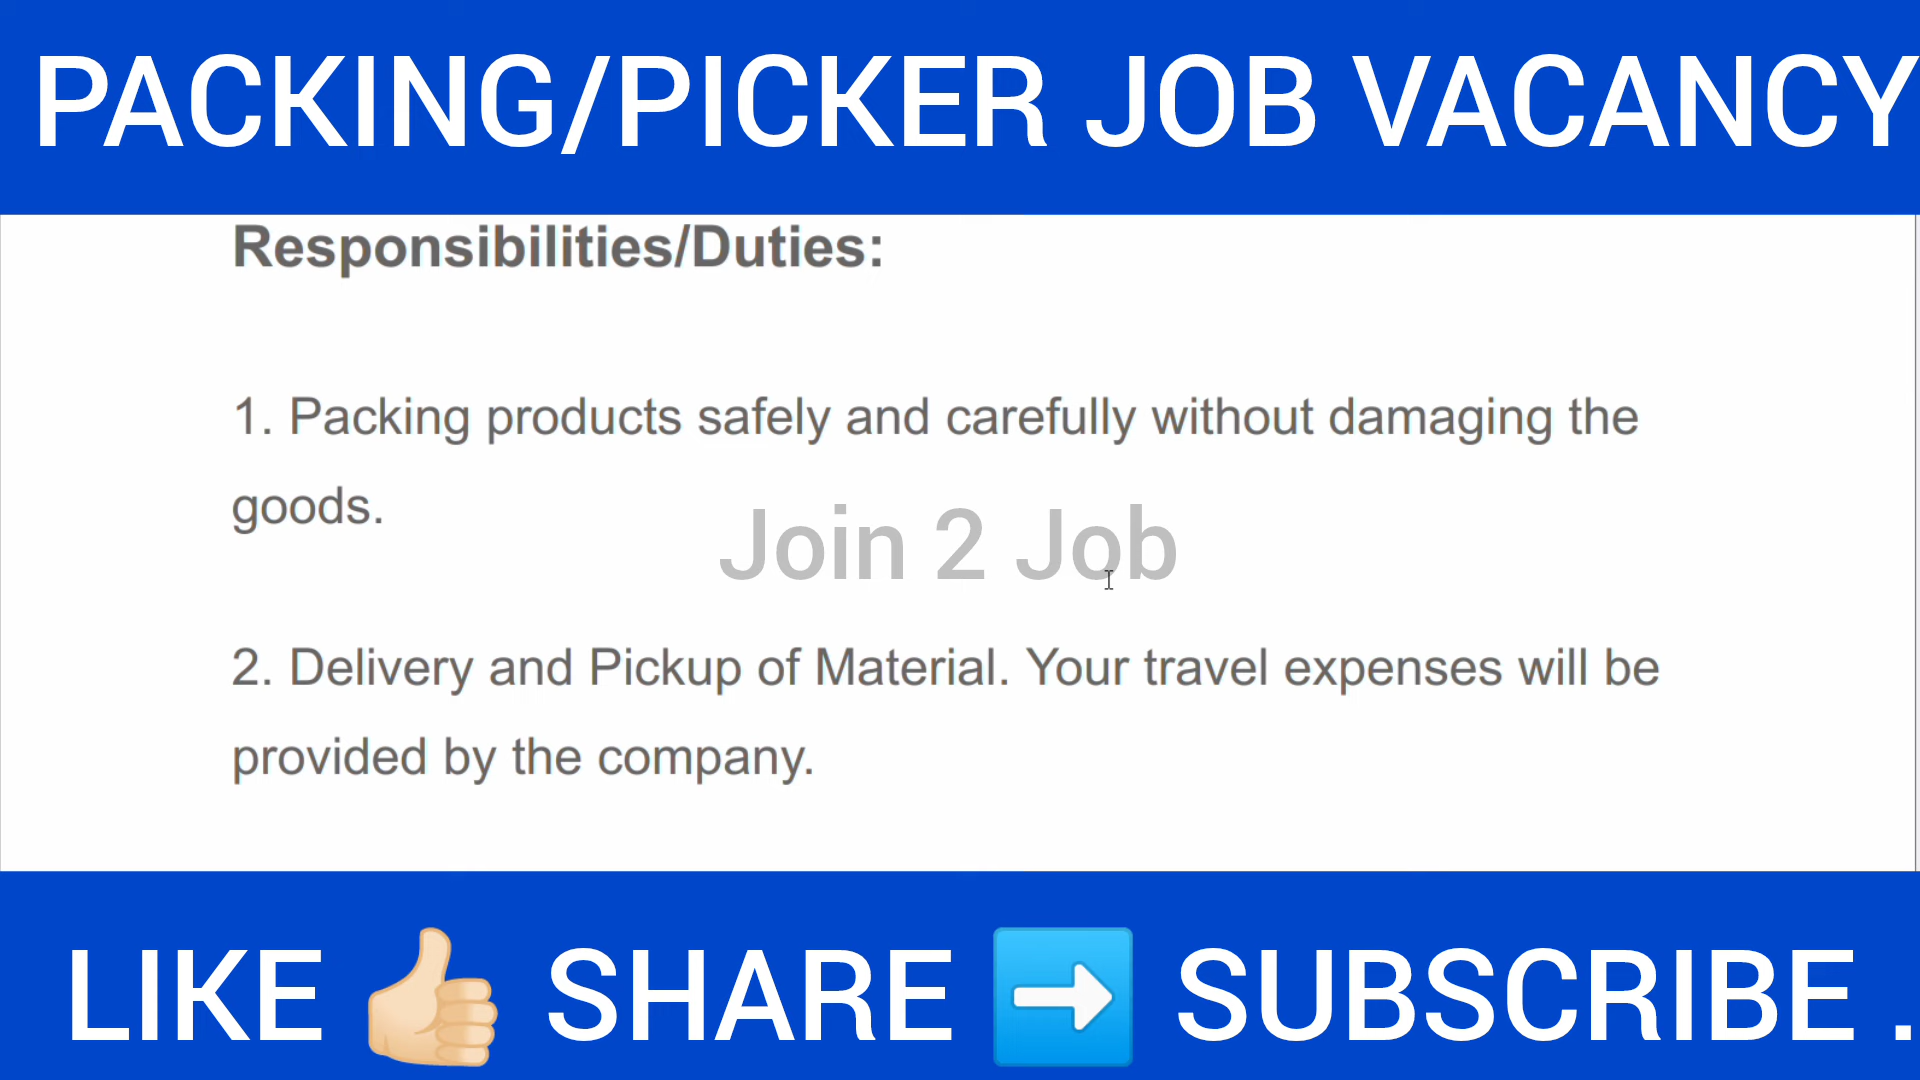 PACKING/PICKER JOB VACANCY
Responsibilities/Duties:
1. Packing products safely and carefully without damaging the
goods.
Join 2 Job
2. Delivery and Pickup of Material. Your travel expenses will be
provided by the company.
LIKE 👍🏻 SHARE ➡️ SUBSCRIBE .